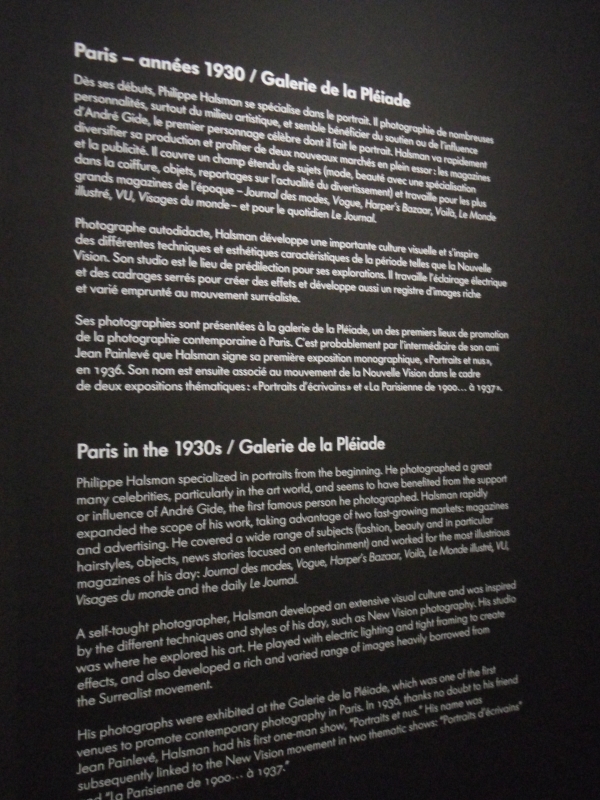 Paris – années 1930 / Galerie de la Pléiade
Dès ses débuts, Philippe Halsman se spécialise dans le portrait. Il photographie de nombreuses
personnalités, surtout du milieu artistique, et semble bénéficier du soutien ou de l'influence
d'André Gide, le premier personnage célèbre dont il fait le portrait. Halsman va rapidement
diversifier sa production et profiter de deux nouveaux marchés en plein essor : les magazines
et la publicité. Il couvre un champ étendu de sujets (mode, beauté avec une spécialisation
dans la coiffure, objets, reportages sur l'actualité du divertissement) et travaille pour les plus
grands magazines de l'époque – Journal des modes, Vogue, Harper's Bazaar, Voilà, Le Monde
illustré, VU, Visages du monde – et pour le quotidien Le Journal.
Photographe autodidacte, Halsman développe une importante culture visuelle et s'inspire
des différentes techniques et esthétiques caractéristiques de la période telles que la Nouvelle
Vision. Son studio est le lieu de prédilection pour ses explorations. Il travaille l'éclairage électrique
et des cadrages serrés pour créer des effets et développe aussi un registre d'images riche
et varié emprunté au mouvement surréaliste.
Ses photographies sont présentées à la galerie de la Pléiade, un des premiers lieux de promotion
de la photographie contemporaine à Paris. C'est probablement par l'intermédiaire de son ami
Jean Painlevé que Halsman signe sa première exposition monographique, «Portraits et nus»,
en 1936. Son nom est ensuite associé au mouvement de la Nouvelle Vision dans le cadre
de deux expositions thématiques : «Portraits d'écrivains» et «La Parisienne de 1900... à 1937».
Paris in the 1930s / Galerie de la Pléiade
Philippe Halsman specialized in portraits from the beginning. He photographed a great
many celebrities, particularly in the art world, and seems to have benefited from the support
or influence of André Gide, the first famous person he photographed. Halsman rapidly
expanded the scope of his work, taking advantage of two fast-growing markets: magazines
and advertising. He covered a wide range of subjects (fashion, beauty and in particular
hairstyles, objects, news stories focused on entertainment) and worked for the most illustrious
magazines of his day: Journal des modes, Vogue, Harper's Bazaar, Voilà, Le Monde illustré, VU,
Visages du monde and the daily Le Journal.
A self-taught photographer, Halsman developed an extensive visual culture and was inspired
by the different techniques and styles of his day, such as New Vision photography. His studio
was where he explored his art. He played with electric lighting and tight framing to create
effects, and also developed a rich and varied range of images heavily borrowed from
the Surrealist movement.
His photographs were exhibited at the Galerie de la Pléiade, which was one of the first
venues to promote contemporary photography in Paris. In 1936, thanks no doubt to his friend
Jean Painlevé, Halsman had his first one-man show, "Portraits et nus." His name was
subsequently linked to the New Vision movement in two thematic shows: "Portraits d'écrivains"
and "La Parisienne de 1900... à 1937."